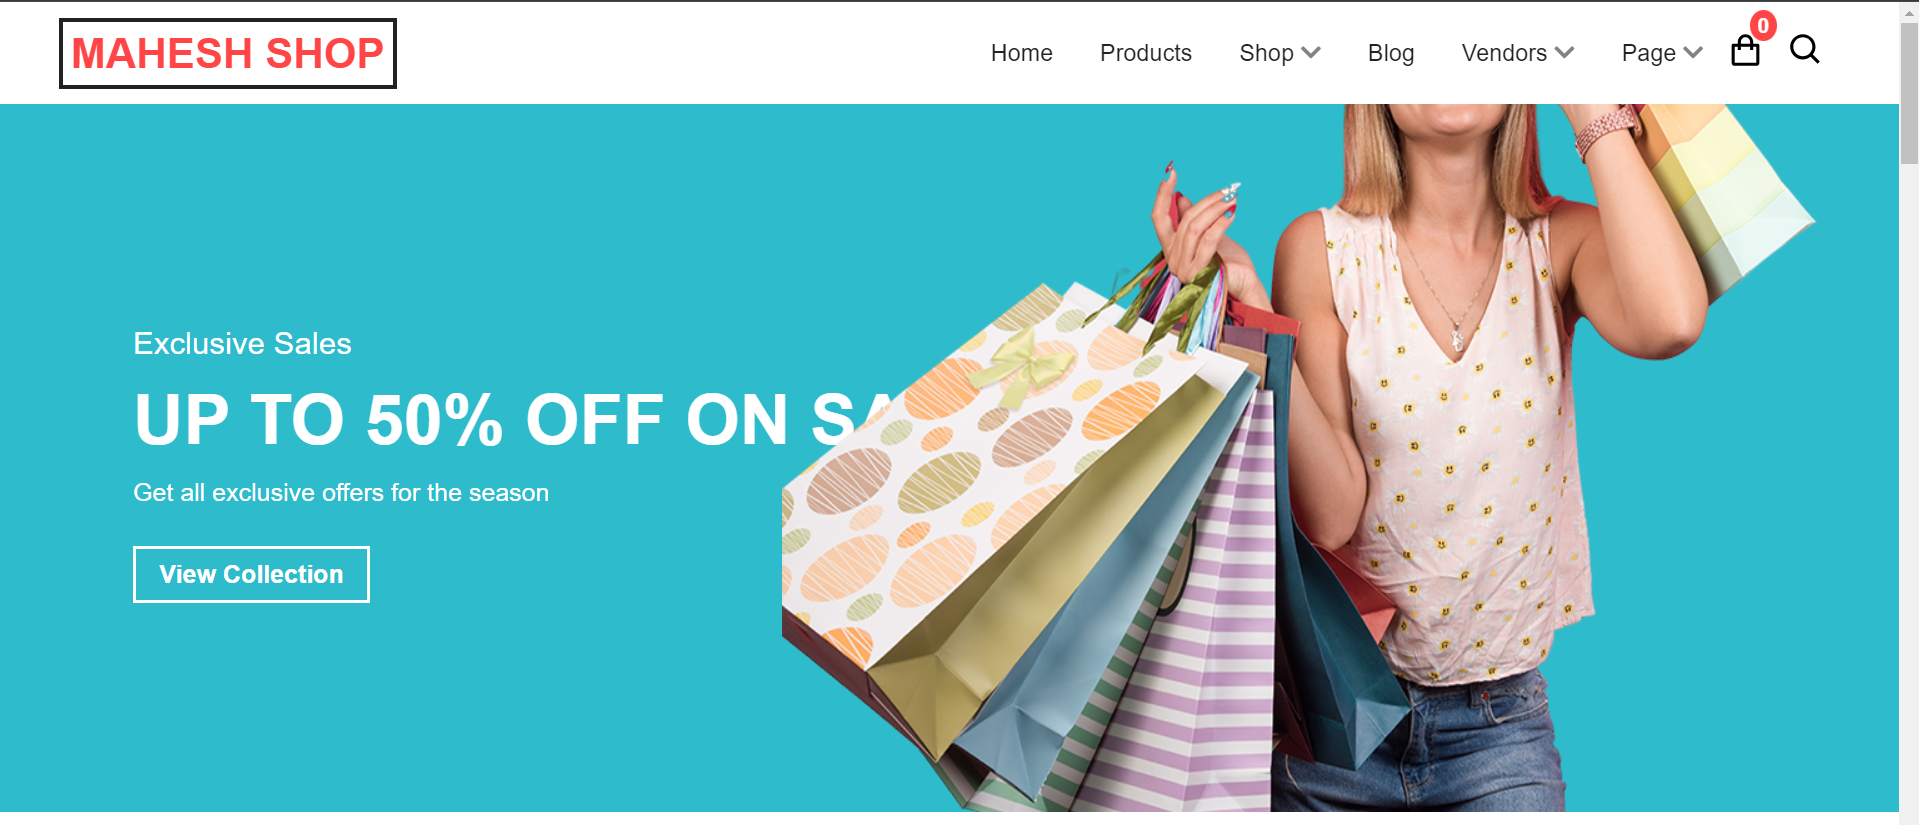 MAHESH SHOP
Home Products Shop Blog Vendors Page 0
Exclusive Sales
UP TO 50% OFF ON
Get all exclusive offers for the season
View Collection